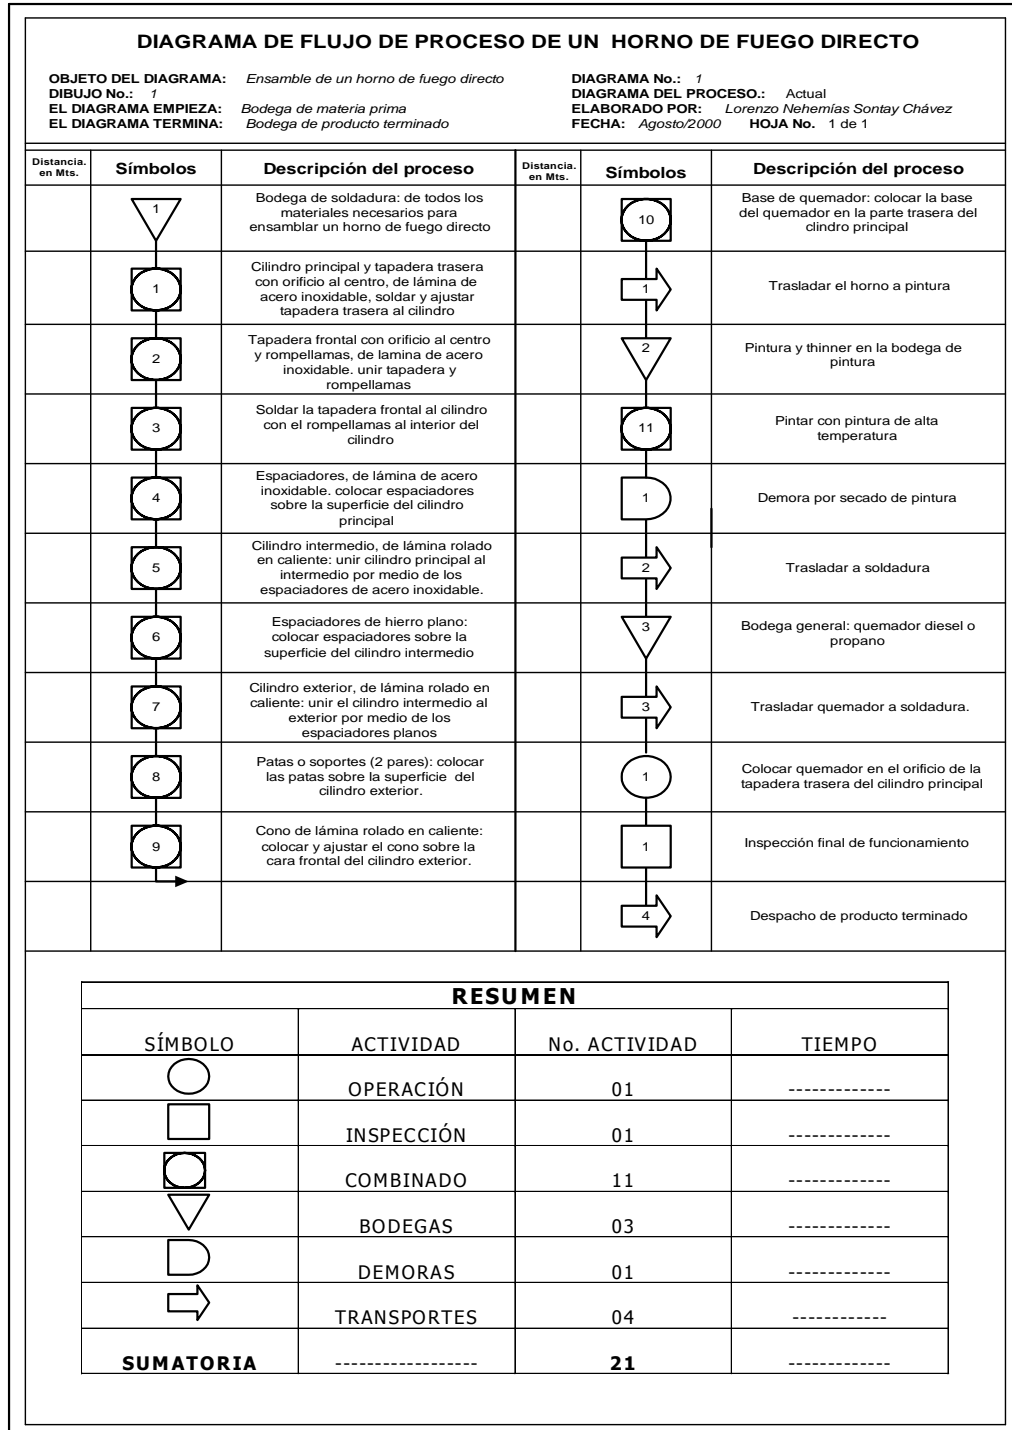 DIAGRAMA DE FLUJO DE PROCESO DE UN HORNO DE FUEGO DIRECTO
OBJETO DEL DIAGRAMA: Ensamble de un horno de fuego directo
DIBUJO No.: 1
EL DIAGRAMA EMPIEZA: Bodega de materia prima
EL DIAGRAMA TERMINA: Bodega de producto terminado
DIAGRAMA No.: 1
DIAGRAMA DEL PROCESO.: Actual
ELABORADO POR: Lorenzo Nehemías Sontay Chávez
FECHA: Agosto/2000 HOJA No. 1 de 1
Distancia.
en Mts.
Símbolos
Descripción del proceso
1
Bodega de soldadura: de todos los
materiales necesarios para
ensamblar un horno de fuego directo
1
Cilindro principal y tapadera trasera
con orificio al centro, de lámina de
acero inoxidable, soldar y ajustar
tapadera trasera al cilindro
2
Tapadera frontal con orificio al centro
y rompellamas, de lamina de acero
inoxidable. unir tapadera y
rompellamas
3
Soldar la tapadera frontal al cilindro
con el rompellamas al interior del
cilindro
4
Espaciadores, de lámina de acero
inoxidable. colocar espaciadores
sobre la superficie del cilindro
principal
5
Cilindro intermedio, de lámina rolado
en caliente: unir cilindro principal al
intermedio por medio de los
espaciadores de acero inoxidable.
6
Espaciadores de hierro plano:
colocar espaciadores sobre la
superficie del cilindro intermedio
7
Cilindro exterior, de lámina rolado en
caliente: unir el cilindro intermedio al
exterior por medio de los
espaciadores planos
8
Patas o soportes (2 pares): colocar
las patas sobre la superficie del
cilindro exterior.
9
Cono de lámina rolado en caliente:
colocar y ajustar el cono sobre la
cara frontal del cilindro exterior.
Distancia.
en Mts.
Símbolos
Descripción del proceso
10
Base de quemador: colocar la base
del quemador en la parte trasera del
clindro principal
1
Trasladar el horno a pintura
2
Pintura y thinner en la bodega de
pintura
11
Pintar con pintura de alta
temperatura
1
Demora por secado de pintura
2
Trasladar a soldadura
3
Bodega general: quemador diesel o
propano
3
Trasladar quemador a soldadura.
1
Colocar quemador en el orificio de la
tapadera trasera del cilindro principal
1
Inspección final de funcionamiento
4
Despacho de producto terminado
RESUMEN
SÍMBOLO ACTIVIDAD No. ACTIVIDAD TIEMPO
OPERACIÓN 01 -------------
INSPECCIÓN 01 -------------
COMBINADO 11 -------------
BODEGAS 03 -------------
DEMORAS 01 -------------
TRANSPORTES 04 ------------
SUMATORIA ------------------ 21 -------------